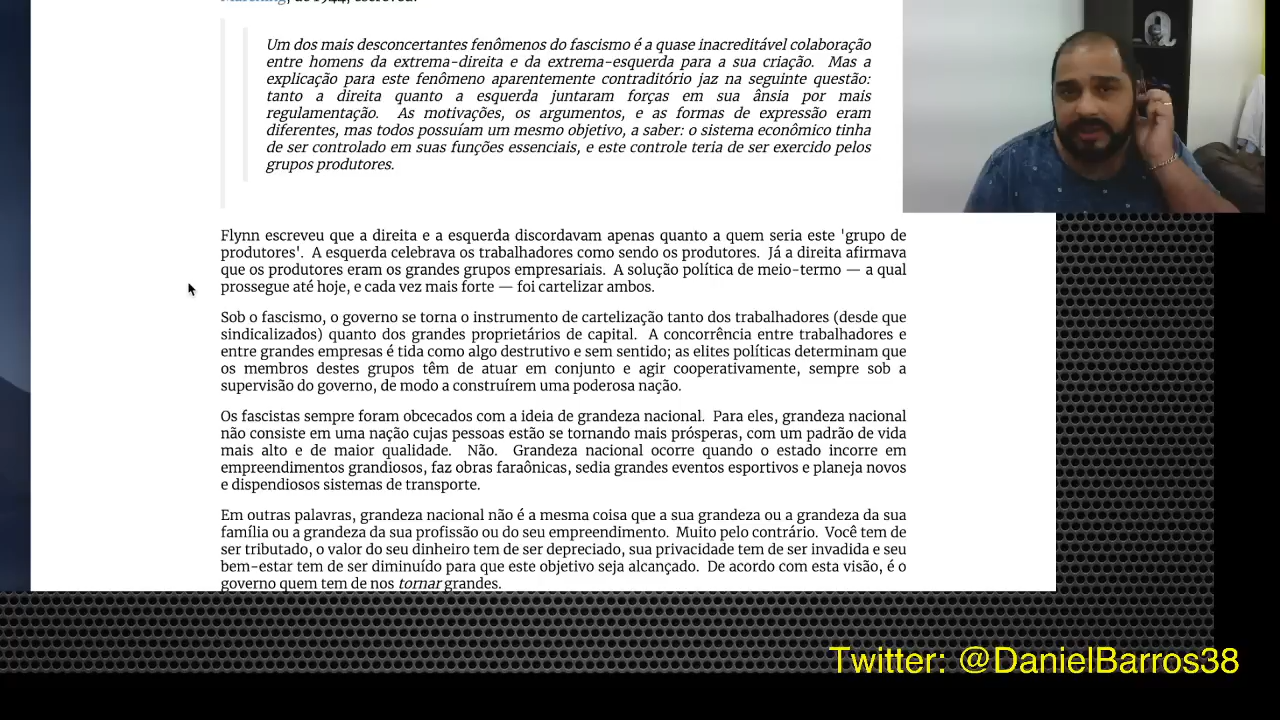 Um dos mais desconcertantes fenômenos do fascismo é a quase inacreditável colaboração
entre homens da extrema-direita e da extrema-esquerda para a sua criação.  Mas a
explicação para este fenômeno aparentemente contraditório jaz na seguinte questão:
tanto a direita quanto a esquerda juntaram forças em sua ânsia por mais
regulamentação.  As motivações, os argumentos, e as formas de expressão eram
diferentes, mas todos possuíam um mesmo objetivo, a saber: o sistema econômico tinha
de ser controlado em suas funções essenciais, e este controle teria de ser exercido pelos
grupos produtores.
Flynn escreveu que a direita e a esquerda discordavam apenas quanto a quem seria este 'grupo de
produtores'.  A esquerda celebrava os trabalhadores como sendo os produtores.  Já a direita afirmava
que os produtores eram os grandes grupos empresariais.  A solução política de meio-termo — a qual
prossegue até hoje, e cada vez mais forte — foi cartelizar ambos.
Sob o fascismo, o governo se torna o instrumento de cartelização tanto dos trabalhadores (desde que
sindicalizados) quanto dos grandes proprietários de capital.  A concorrência entre trabalhadores e
entre grandes empresas é tida como algo destrutivo e sem sentido; as elites políticas determinam que
os membros destes grupos têm de atuar em conjunto e agir cooperativamente, sempre sob a
supervisão do governo, de modo a construírem uma poderosa nação.
Os fascistas sempre foram obcecados com a ideia de grandeza nacional.  Para eles, grandeza nacional
não consiste em uma nação cujas pessoas estão se tornando mais prósperas, com um padrão de vida
mais alto e de maior qualidade.  Não.  Grandeza nacional ocorre quando o estado incorre em
empreendimentos grandiosos, faz obras faraônicas, sedia grandes eventos esportivos e planeja novos
e dispendiosos sistemas de transporte.
Em outras palavras, grandeza nacional não é a mesma coisa que a sua grandeza ou a grandeza da sua
família ou a grandeza da sua profissão ou do seu empreendimento.  Muito pelo contrário.  Você tem de
ser tributado, o valor do seu dinheiro tem de ser depreciado, sua privacidade tem de ser invadida e seu
bem-estar tem de ser diminuído para que este objetivo seja alcançado.  De acordo com esta visão, é o
governo quem tem de nos tornar grandes.
Twitter: @DanielBarros38